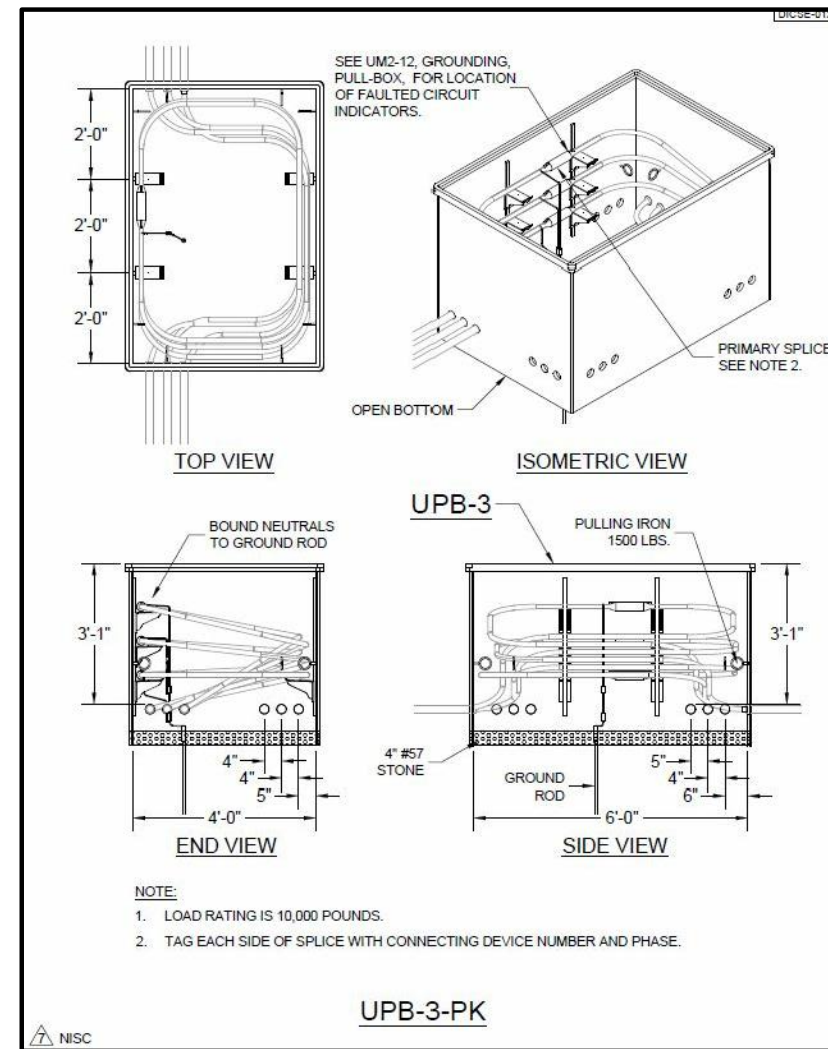 SEE UM2-12, GROUNDING,
PULL-BOX, FOR LOCATION
OF FAULTED CIRCUIT
INDICATORS.
2'-0"
2'-0"
2'-0"
PRIMARY SPLICE
SEE NOTE 2.
OPEN BOTTOM
TOP VIEW
ISOMETRIC VIEW
UPB-3
BOUND NEUTRALS
TO GROUND ROD
PULLING IRON
1500 LBS.
3'-1"
3'-1"
4"
4"
5"
4'-0"
END VIEW
4" #57
STONE
GROUND
ROD
5"
4"
6"
6'-0"
SIDE VIEW
NOTE:
1. LOAD RATING IS 10,000 POUNDS.
2. TAG EACH SIDE OF SPLICE WITH CONNECTING DEVICE NUMBER AND PHASE.
UPB-3-PK
7 NISC